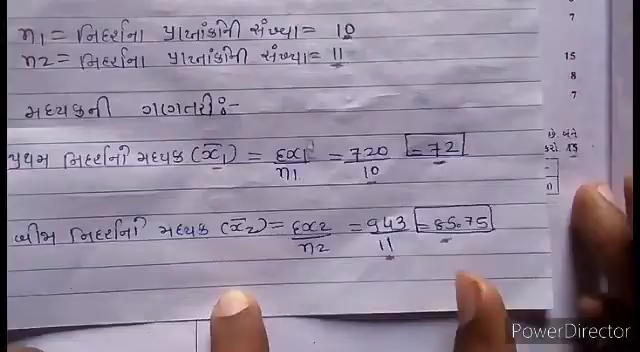 n1 = નિદર્શના પ્રાપ્તાંકોની સંખ્યા = 10
n2 = નિદર્શના પ્રાપ્તાંકોની સંખ્યા = 11
મધ્યકની ગણતરી:-
પ્રથમ નિદર્શનો મધ્યક (x̄1) = Σx1/n1 = 720/10 = 72
બીજા નિદર્શનો મધ્યક (x̄2) = Σx2/n2 = 943/11 = 85.75
7
15
8
7
છે. બંને
કરો. 15
PowerDirector